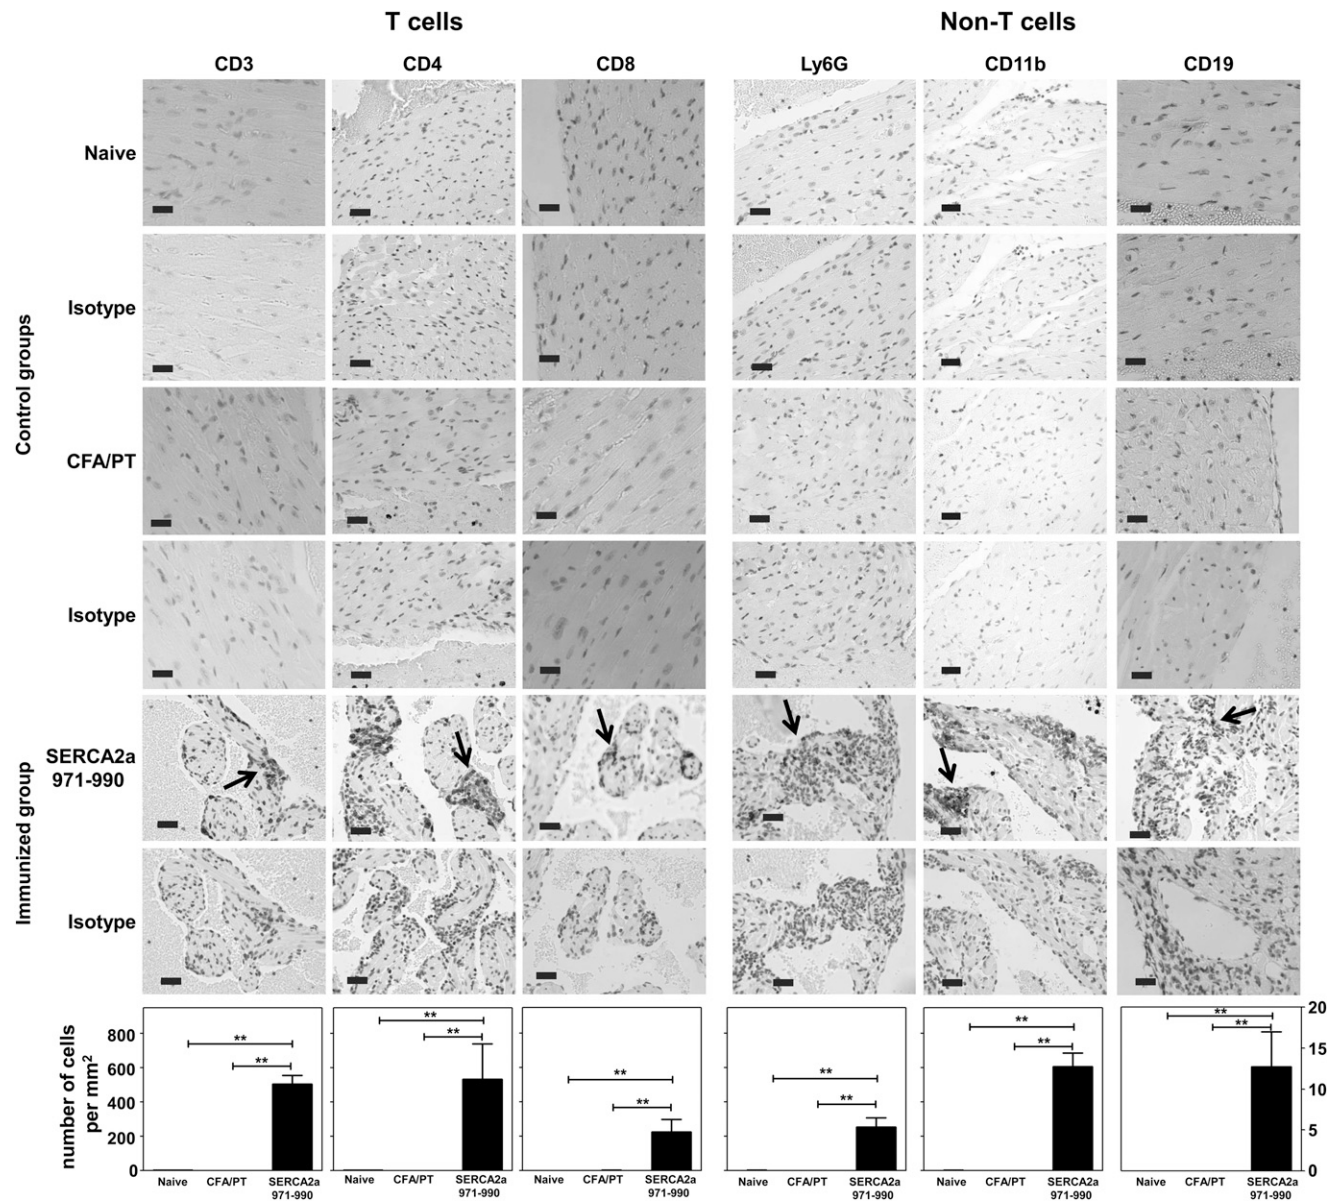 T cells
Non-T cells
CD3
CD4
CD8
Ly6G
CD11b
CD19
Control groups
Naive
Isotype
CFA/PT
Isotype
Immunized group
SERCA2a
971-990
Isotype
number of cells
per mm2
800
600
400
200
0
**
**
**
**
**
**
**
**
**
**
**
**
20
15
10
5
0
Naive
CFA/PT
SERCA2a
971-990
Naive
CFA/PT
SERCA2a
971-990
Naive
CFA/PT
SERCA2a
971-990
Naive
CFA/PT
SERCA2a
971-990
Naive
CFA/PT
SERCA2a
971-990
Naive
CFA/PT
SERCA2a
971-990